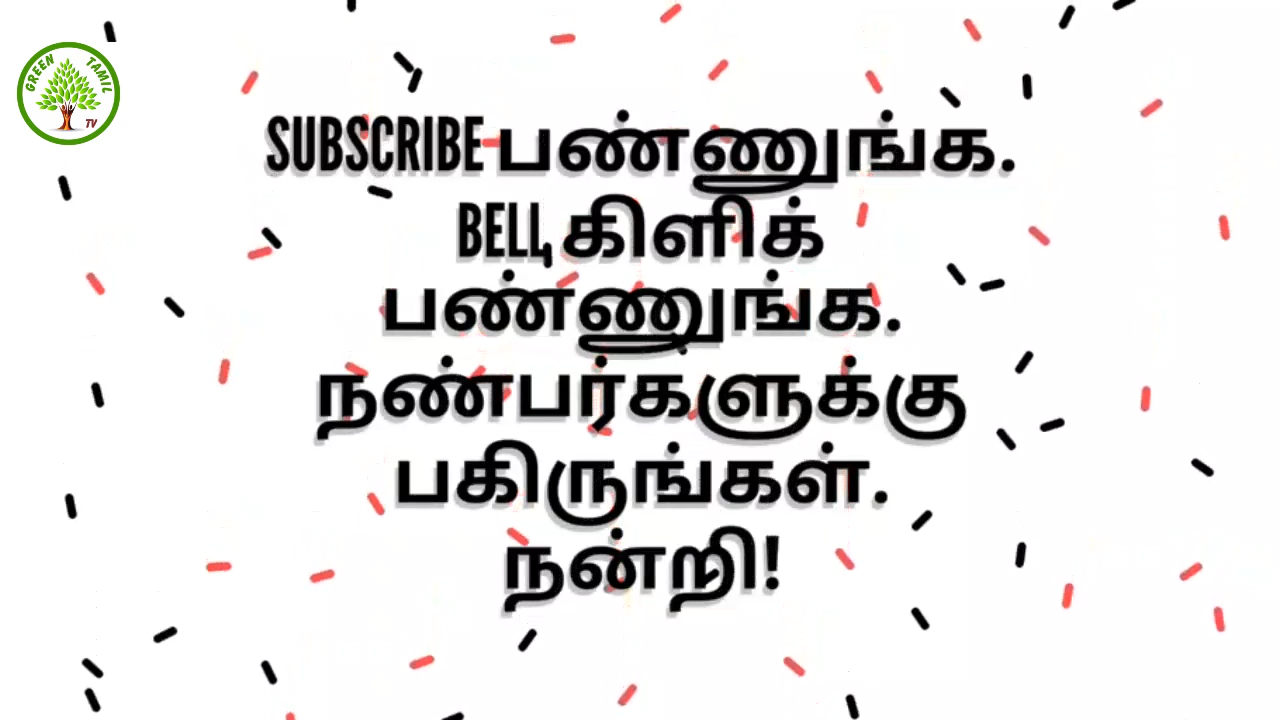 GREEN TAMIL
TV
SUBSCRIBE பண்ணுங்க.
BELL, கிளிக்
பண்ணுங்க.
நண்பர்களுக்கு
பகிருங்கள்.
நன்றி!